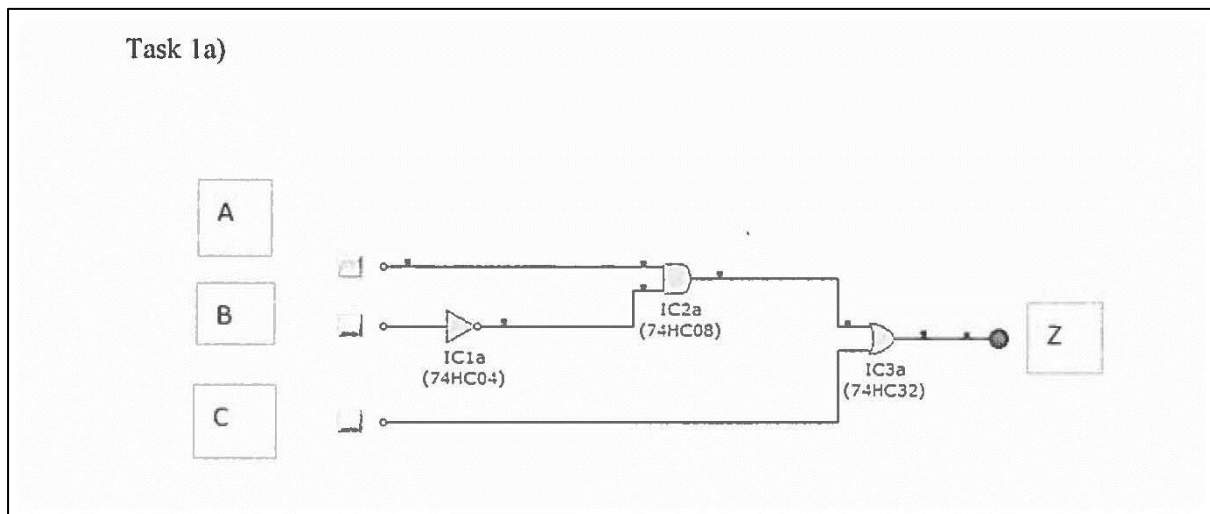 Task 1a)
A
B
C
IC1a
(74HC04)
IC2a
(74HC08)
IC3a
(74HC32)
Z